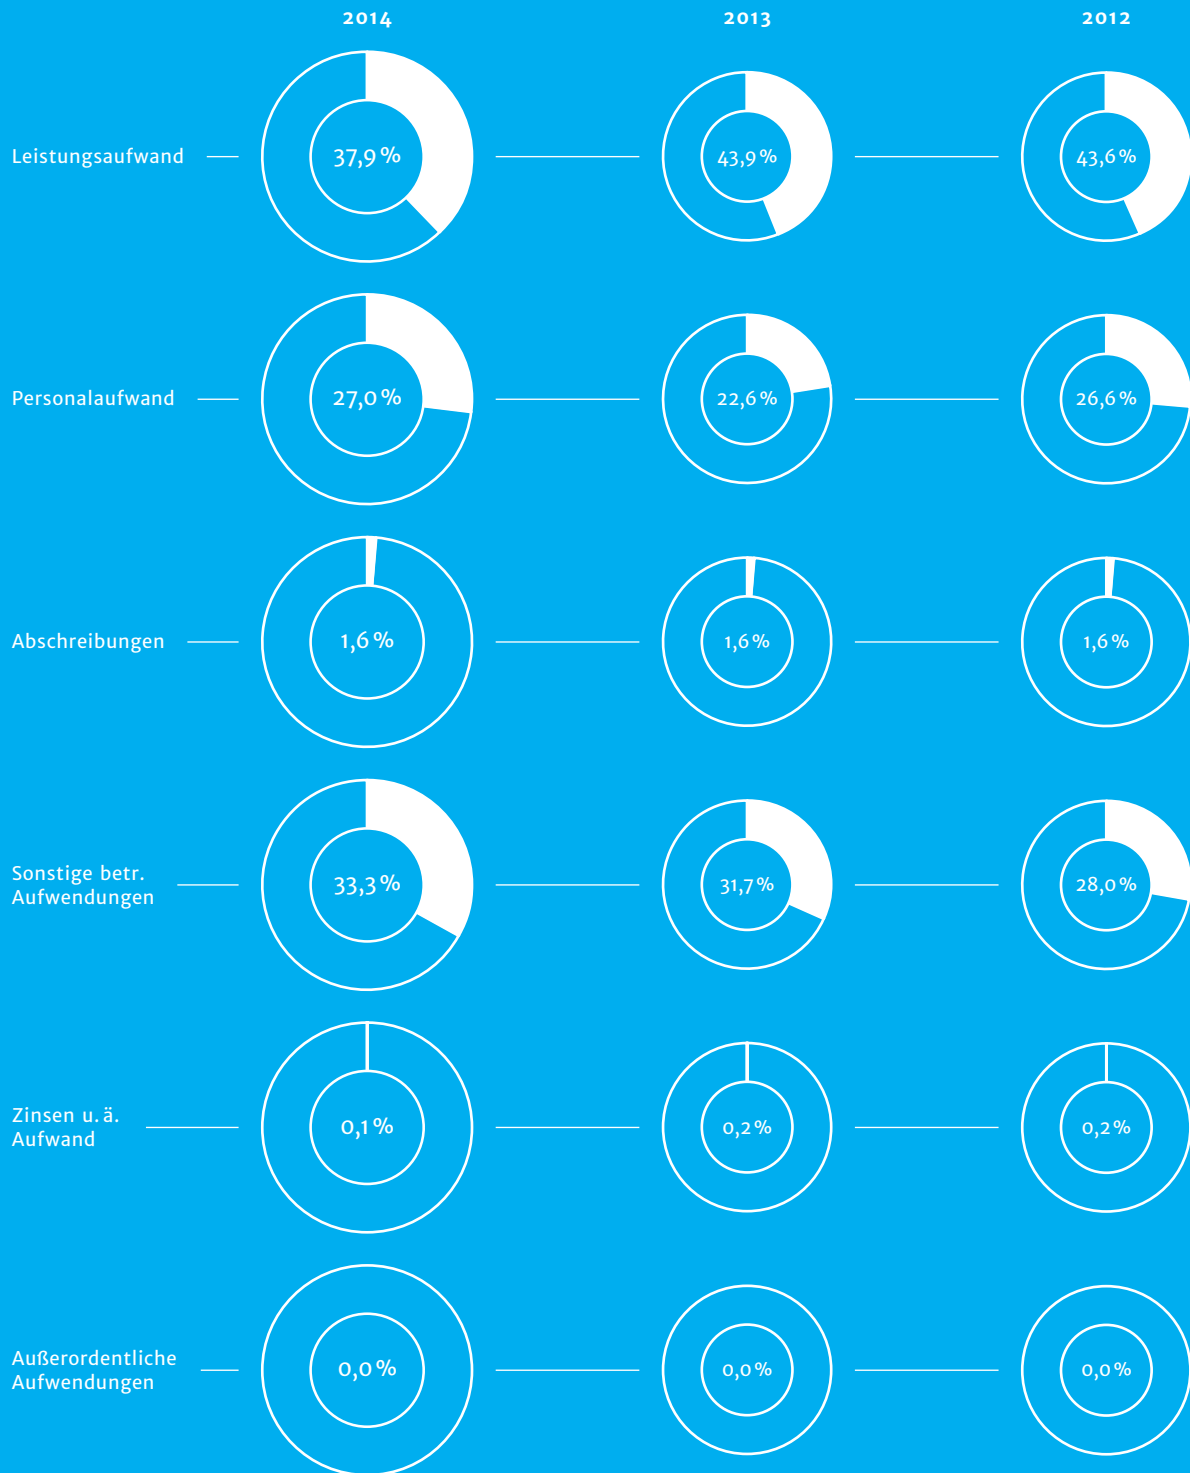 2014 2013 2012
Leistungsaufwand 37,9 % 43,9 % 43,6 %
Personalaufwand 27,0 % 22,6 % 26,6 %
Abschreibungen 1,6 % 1,6 % 1,6 %
Sonstige betr.
Aufwendungen 33,3 % 31,7 % 28,0 %
Zinsen u. ä.
Aufwand 0,1 % 0,2 % 0,2 %
Außerordentliche
Aufwendungen 0,0 % 0,0 % 0,0 %